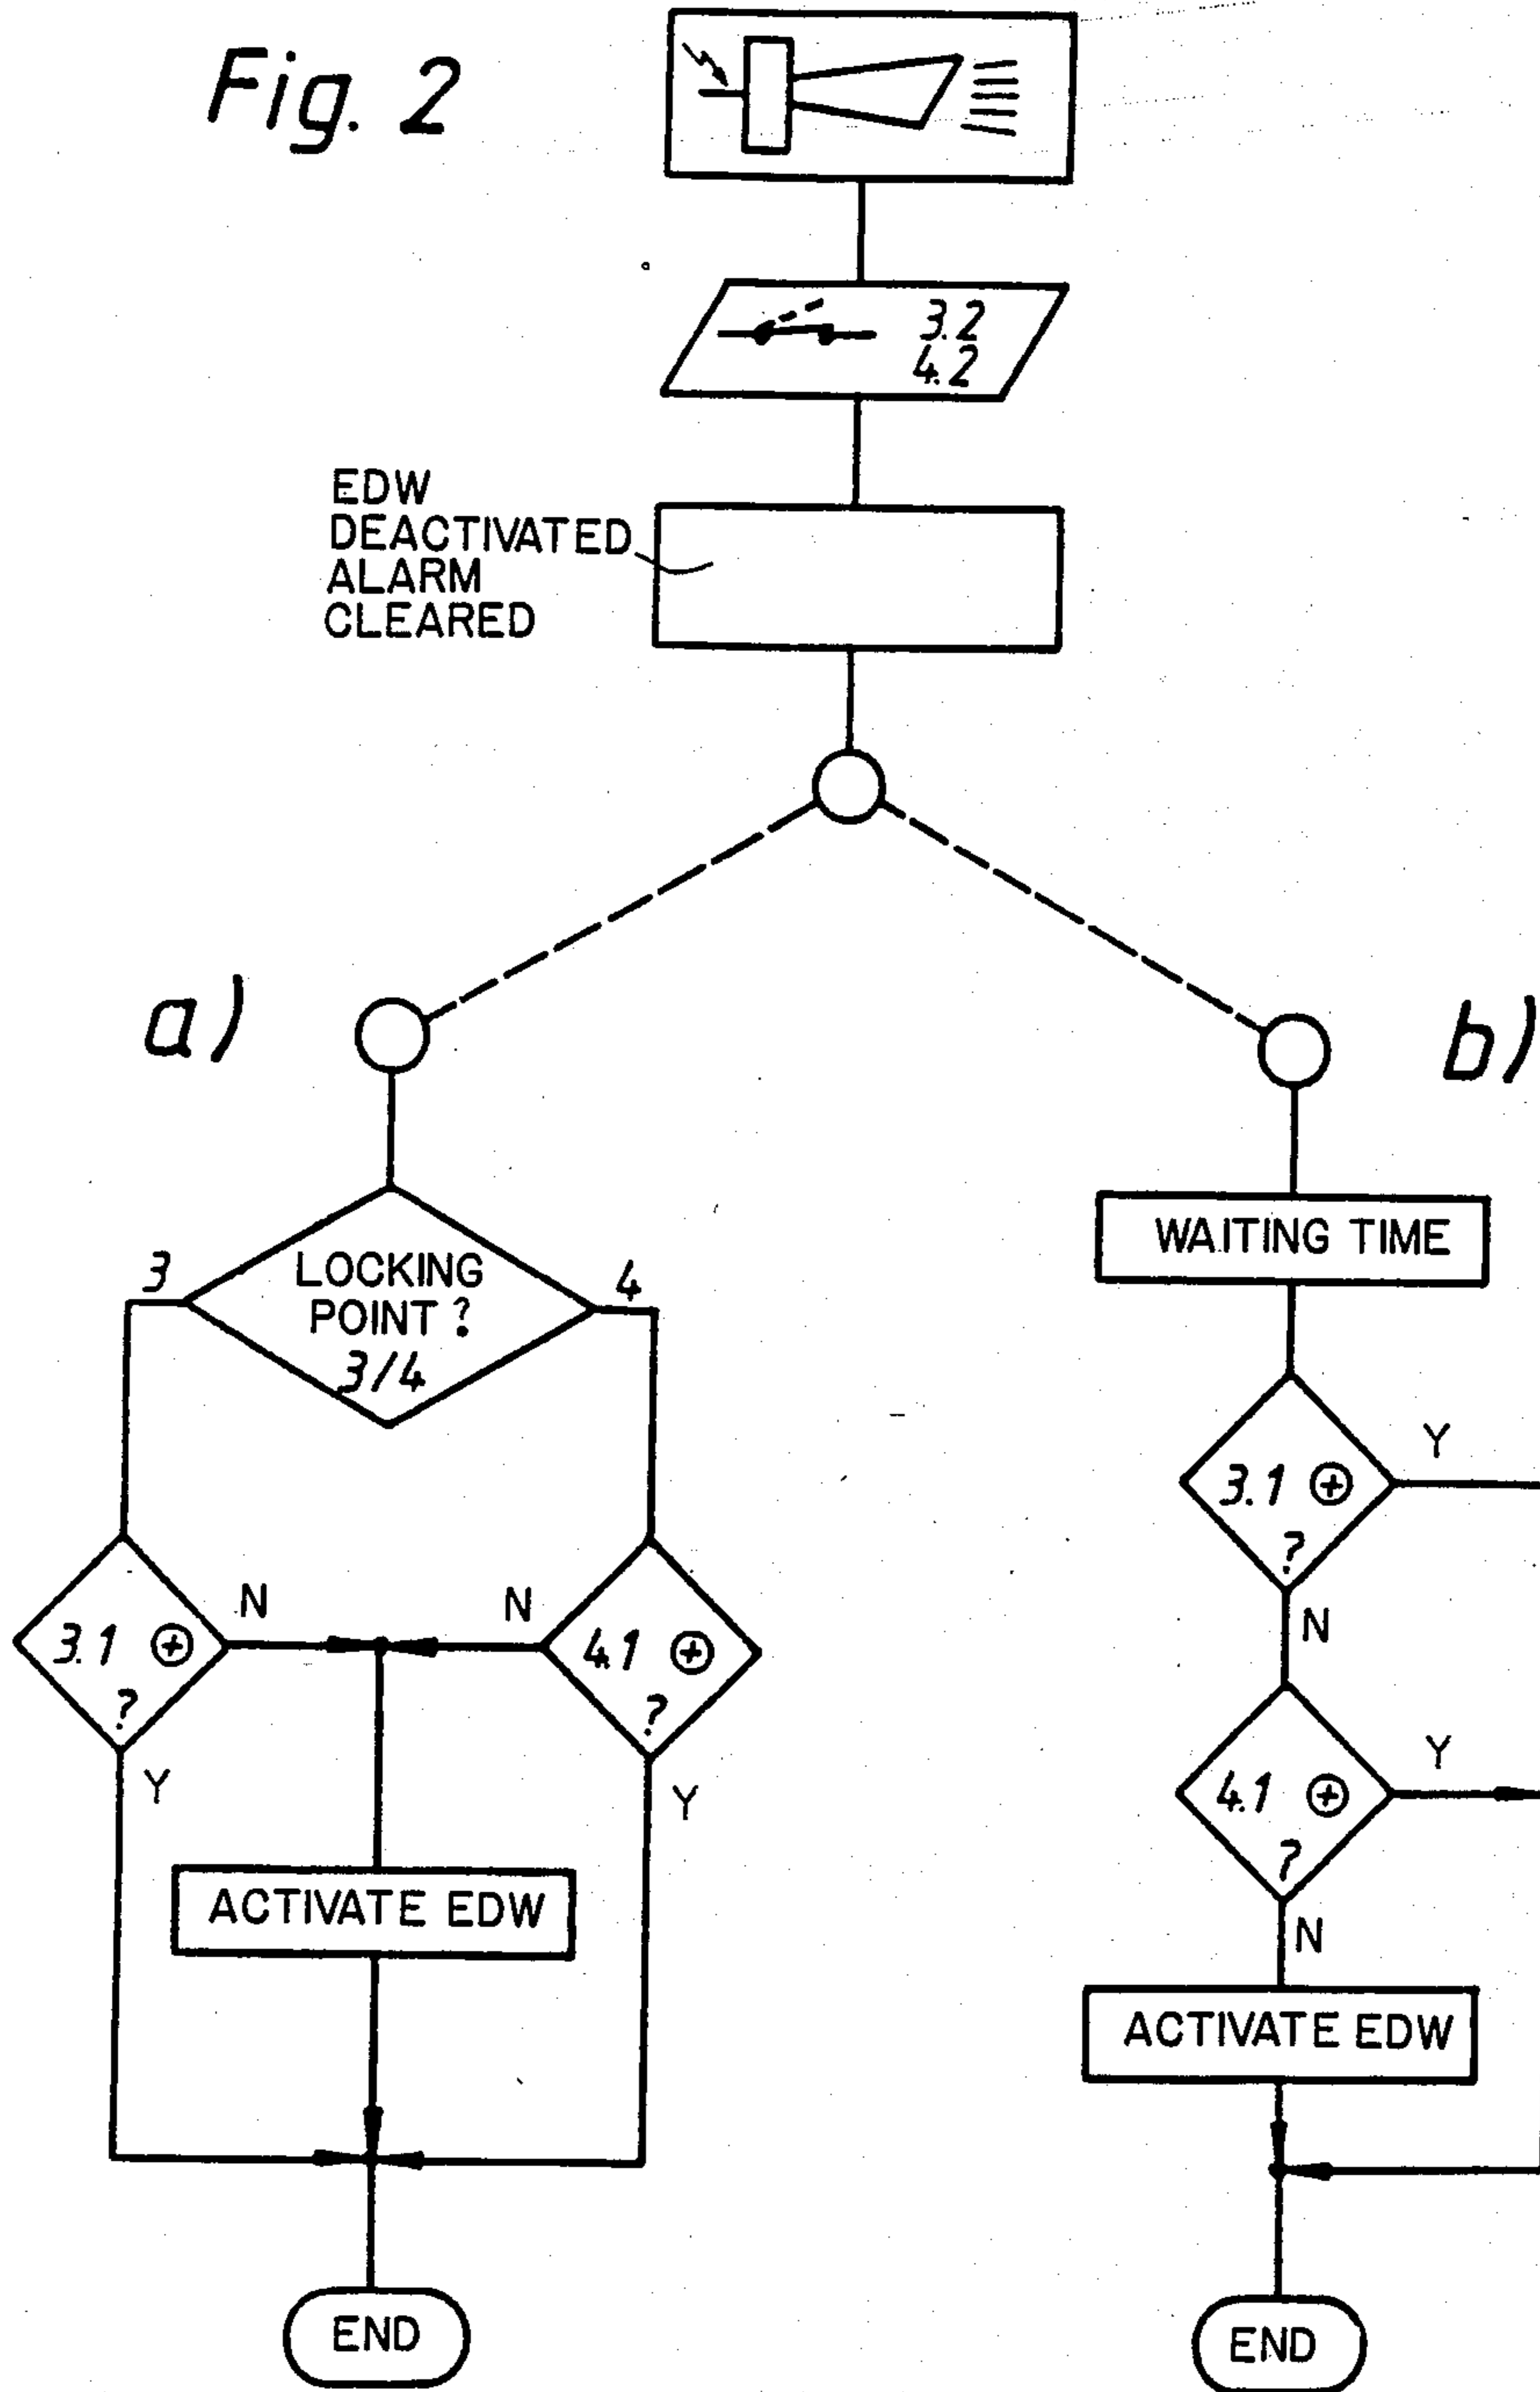 Fig. 2
3.2
4.2
EDW
DEACTIVATED
ALARM
CLEARED
a)
b)
LOCKING
POINT ?
3/4
3
4
3.1 ⊕
?
N
Y
4.1 ⊕
?
N
Y
ACTIVATE EDW
END
WAITING TIME
3.1 ⊕
?
Y
N
4.1 ⊕
?
Y
N
ACTIVATE EDW
END